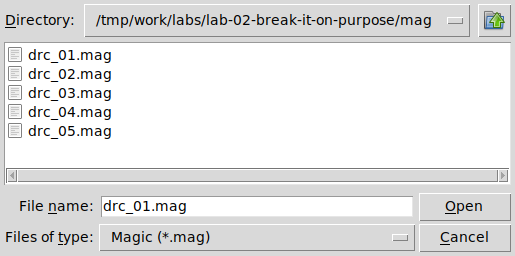 Directory: /tmp/work/labs/lab-02-break-it-on-purpose/mag
drc_01.mag
drc_02.mag
drc_03.mag
drc_04.mag
drc_05.mag
File name: drc_01.mag Open
Files of type: Magic (*.mag) Cancel